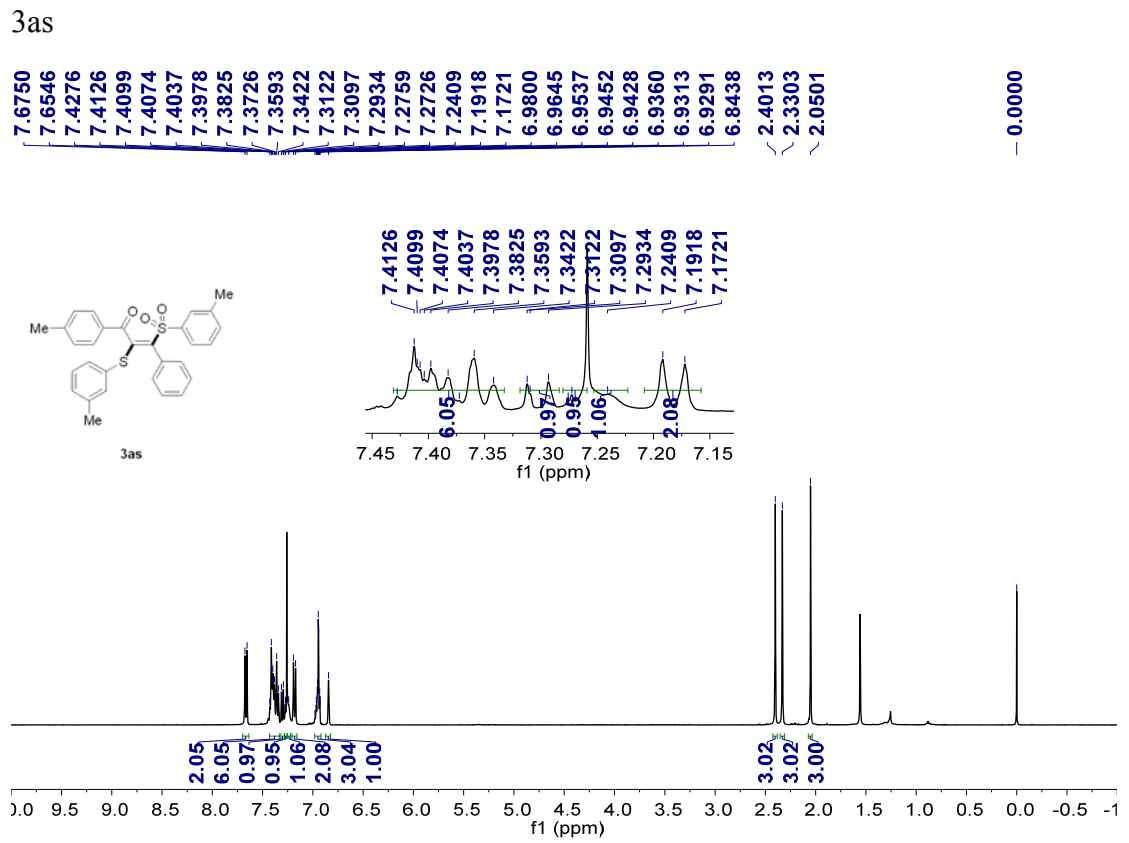 3as
7.6750 7.6546 7.4276 7.4126 7.4099 7.4074 7.4037 7.3978 7.3825 7.3726 7.3593 7.3422 7.3122 7.3097 7.2934 7.2759 7.2726 7.2409 7.1918 7.1721 6.9800 6.9645 6.9537 6.9452 6.9428 6.9360 6.9313 6.9291 6.8438 2.4013 2.3303 2.0501 0.0000
7.4126 7.4099 7.4074 7.4037 7.3978 7.3825 7.3593 7.3422 7.3122 7.3097 7.2934 7.2409 7.1918 7.1721
Me
O
O
O
S
Me
S
Me
3as
6.05 0.97 0.95 1.06 2.08
7.45 7.40 7.35 7.30 7.25 7.20 7.15
f1 (ppm)
2.05 6.05 0.97 0.95 1.06 2.08 3.04 1.00 3.02 3.02 3.00
0.0 9.5 9.0 8.5 8.0 7.5 7.0 6.5 6.0 5.5 5.0 4.5 4.0 3.5 3.0 2.5 2.0 1.5 1.0 0.5 0.0 -0.5 -1
f1 (ppm)